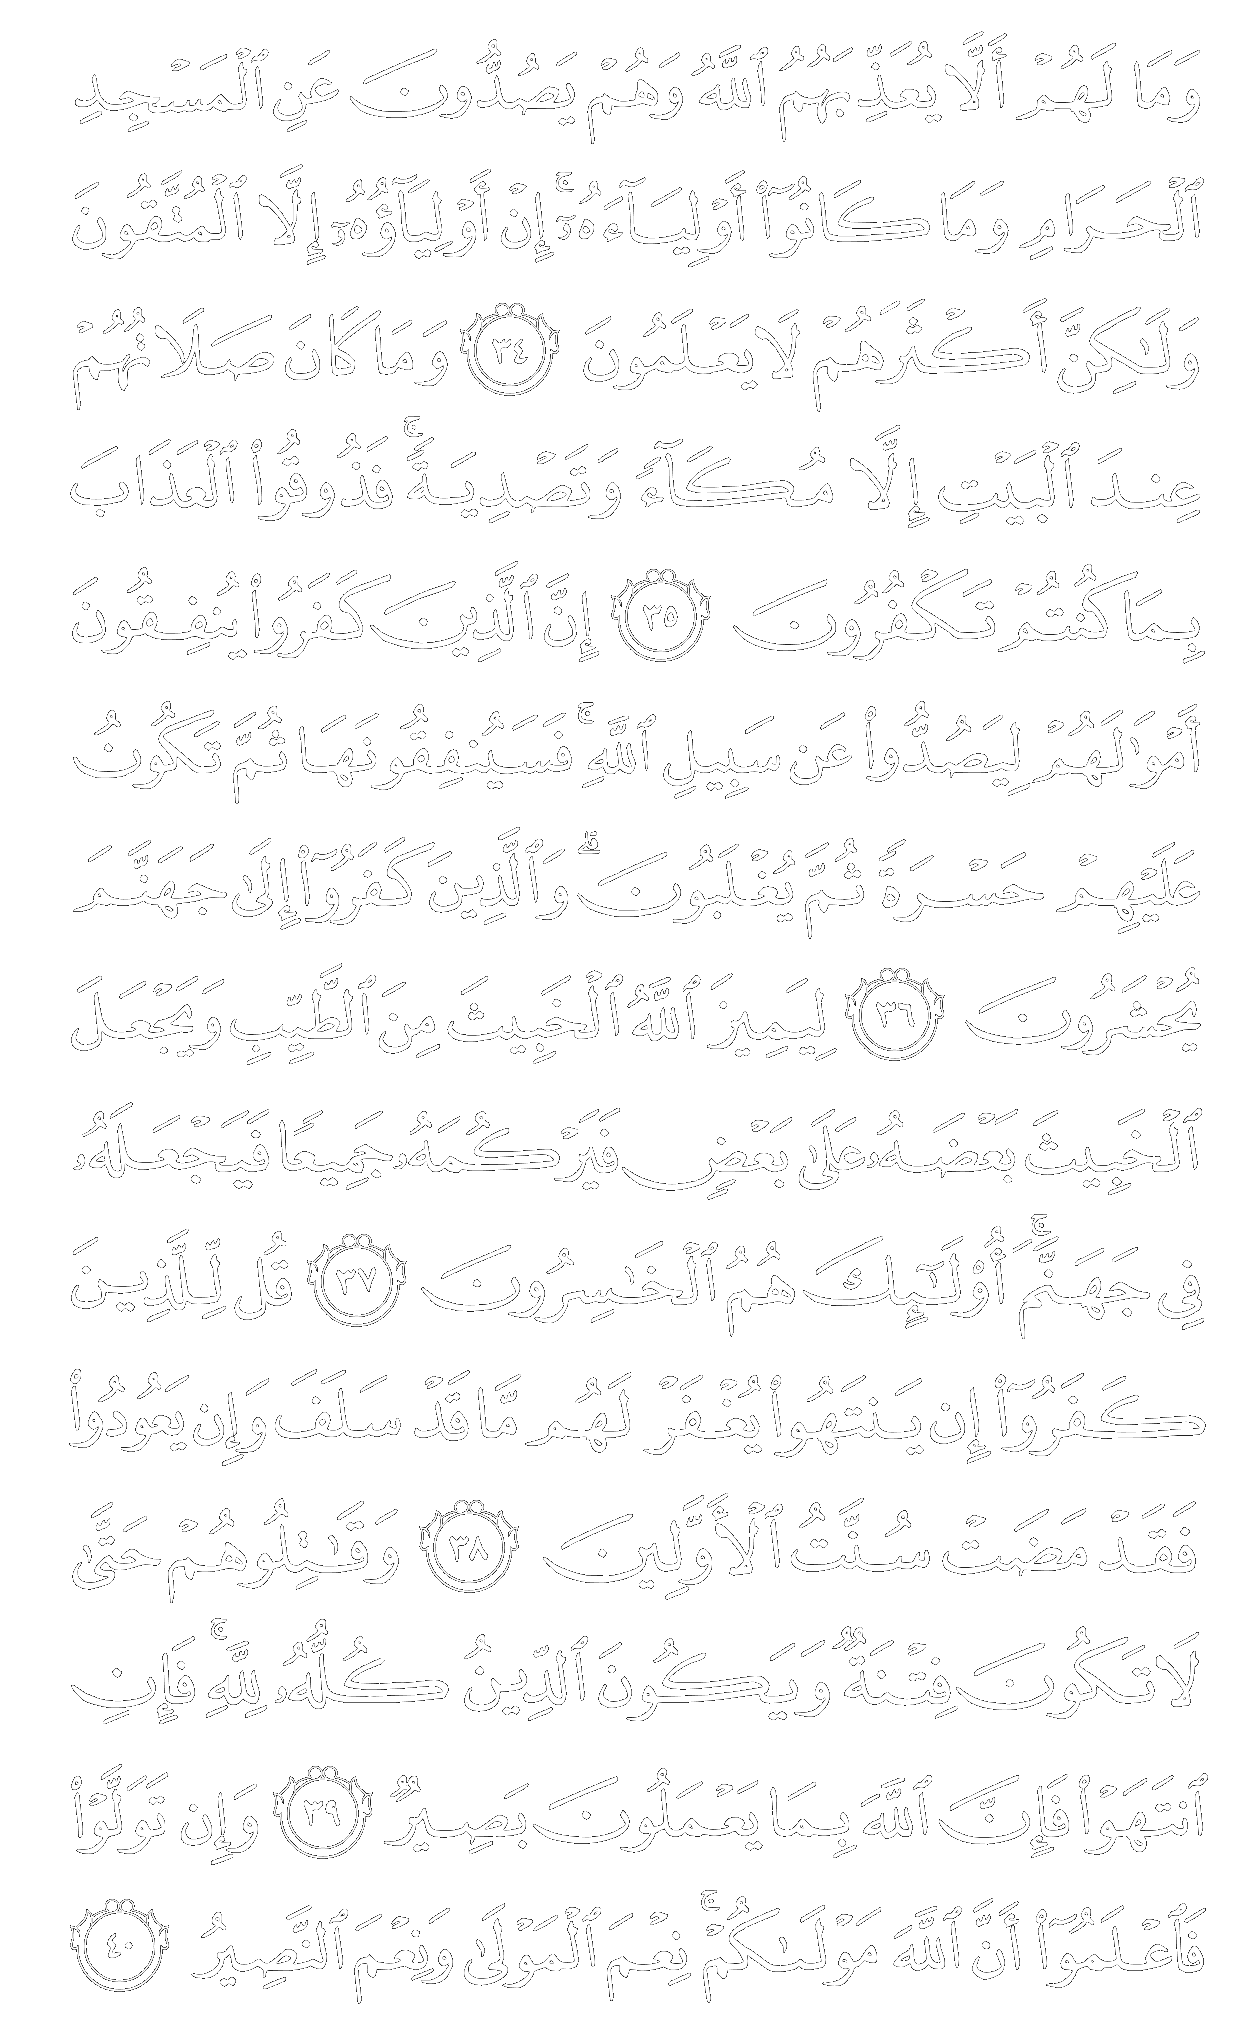 وَمَا لَهُمْ أَلَّا يُعَذِّبَهُمُ ٱللَّهُ وَهُمْ يَصُدُّونَ عَنِ ٱلْمَسْجِدِ
ٱلْحَرَامِ وَمَا كَانُوٓا۟ أَوْلِيَآءَهُۥٓ ۚ إِنْ أَوْلِيَآؤُهُۥٓ إِلَّا ٱلْمُتَّقُونَ
وَلَـٰكِنَّ أَكْثَرَهُمْ لَا يَعْلَمُونَ ٣٤ وَمَا كَانَ صَلَاتُهُمْ
عِندَ ٱلْبَيْتِ إِلَّا مُكَآءً وَتَصْدِيَةً ۚ فَذُوقُوا۟ ٱلْعَذَابَ
بِمَا كُنتُمْ تَكْفُرُونَ ٣٥ إِنَّ ٱلَّذِينَ كَفَرُوا۟ يُنفِقُونَ
أَمْوَٰلَهُمْ لِيَصُدُّوا۟ عَن سَبِيلِ ٱللَّهِ ۚ فَسَيُنفِقُونَهَا ثُمَّ تَكُونُ
عَلَيْهِمْ حَسْرَةً ثُمَّ يُغْلَبُونَ ۗ وَٱلَّذِينَ كَفَرُوٓا۟ إِلَىٰ جَهَنَّمَ
يُحْشَرُونَ ٣٦ لِيَمِيزَ ٱللَّهُ ٱلْخَبِيثَ مِنَ ٱلطَّيِّبِ وَيَجْعَلَ
ٱلْخَبِيثَ بَعْضَهُۥ عَلَىٰ بَعْضٍ فَيَرْكُمَهُۥ جَمِيعًا فَيَجْعَلَهُۥ
فِى جَهَنَّمَ ۚ أُو۟لَـٰٓئِكَ هُمُ ٱلْخَـٰسِرُونَ ٣٧ قُل لِّلَّذِينَ
كَفَرُوٓا۟ إِن يَنتَهُوا۟ يُغْفَرْ لَهُم مَّا قَدْ سَلَفَ وَإِن يَعُودُوا۟
فَقَدْ مَضَتْ سُنَّتُ ٱلْأَوَّلِينَ ٣٨ وَقَـٰتِلُوهُمْ حَتَّىٰ
لَا تَكُونَ فِتْنَةٌ وَيَكُونَ ٱلدِّينُ كُلُّهُۥ لِلَّهِ ۚ فَإِنِ
ٱنتَهَوْا۟ فَإِنَّ ٱللَّهَ بِمَا يَعْمَلُونَ بَصِيرٌ ٣٩ وَإِن تَوَلَّوْا۟
فَٱعْلَمُوٓا۟ أَنَّ ٱللَّهَ مَوْلَىٰكُمْ ۚ نِعْمَ ٱلْمَوْلَىٰ وَنِعْمَ ٱلنَّصِيرُ ٤٠